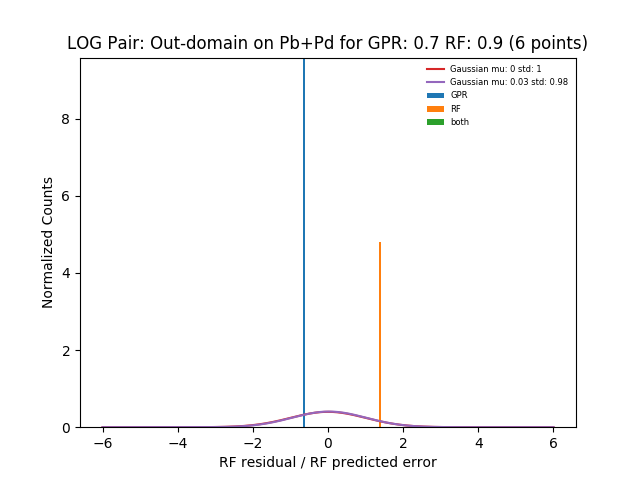 LOG Pair: Out-domain on Pb+Pd for GPR: 0.7 RF: 0.9 (6 points)
Gaussian mu: 0 std: 1
Gaussian mu: 0.03 std: 0.98
GPR
RF
both
Normalized Counts
8
6
4
2
0
−6 −4 −2 0 2 4 6
RF residual / RF predicted error